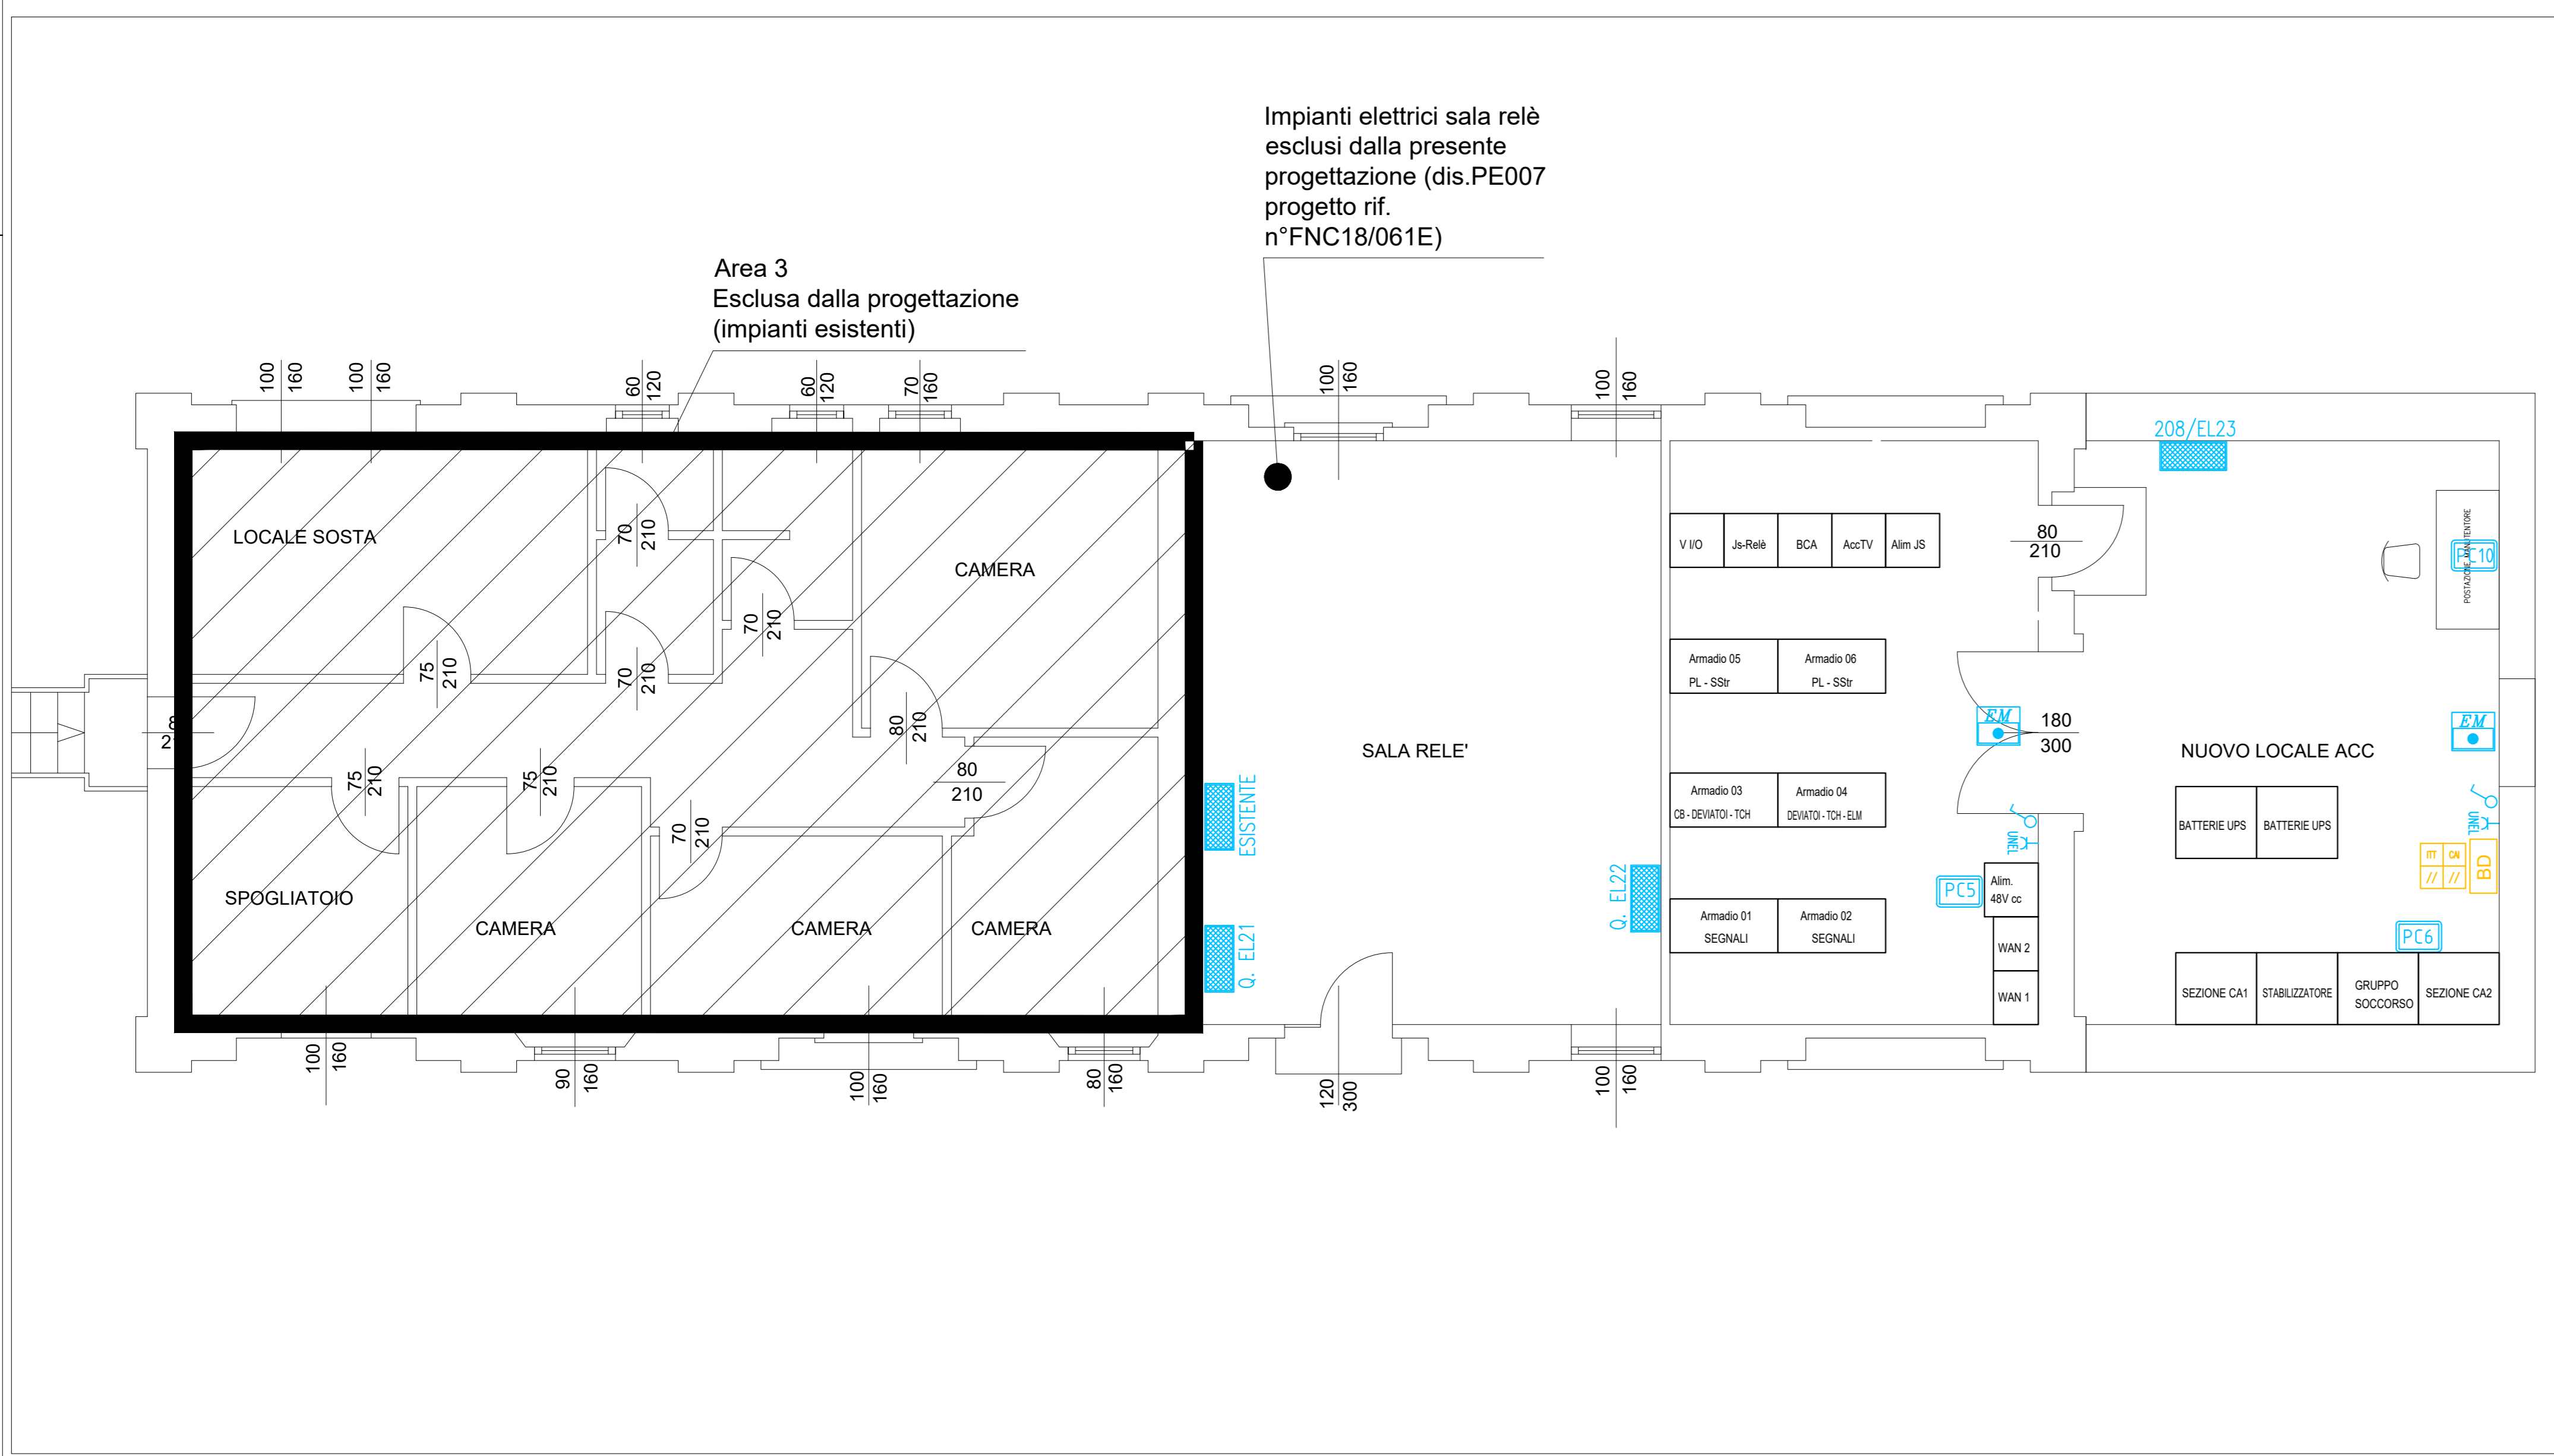 Impianti elettrici sala relè
esclusi dalla presente
progettazione (dis.PE007
progetto rif.
n°FNC18/061E)
Area 3
Esclusa dalla progettazione
(impianti esistenti)
100
160
100
160
60
120
60
120
70
160
100
160
100
160
208/EL23
LOCALE SOSTA
70
210
CAMERA
V I/O
Js-Relè
BCA
AccTV
Alim JS
80
210
POSTAZIONE MANUTENTORE
PC10
75
210
70
210
70
210
Armadio 05
PL - SStr
Armadio 06
PL - SStr
80
210
EM
180
300
EM
SALA RELE'
NUOVO LOCALE ACC
75
210
75
210
80
210
70
210
ESISTENTE
Armadio 03
CB - DEVIATOI - TCH
Armadio 04
DEVIATOI - TCH - ELM
UNEL
BATTERIE UPS
BATTERIE UPS
UNEL
ITT
CAI
//
//
BD
SPOGLIATOIO
CAMERA
CAMERA
CAMERA
Q. EL21
Q. EL22
Armadio 01
SEGNALI
Armadio 02
SEGNALI
PC5
Alim.
48V cc
WAN 2
WAN 1
PC6
SEZIONE CA1
STABILIZZATORE
GRUPPO
SOCCORSO
SEZIONE CA2
100
160
90
160
100
160
80
160
120
300
100
160